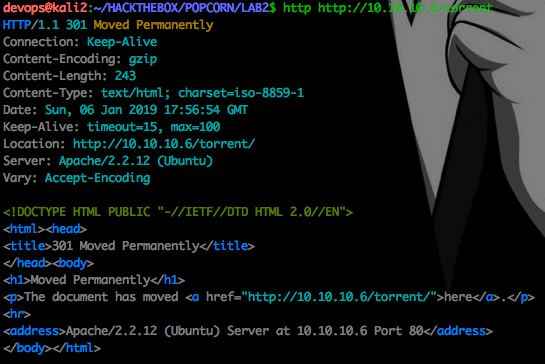 devops@kali2:~/HACKTHEBOX/POPCORN/LAB2$ http http://10.10.10.6/torrent
HTTP/1.1 301 Moved Permanently
Connection: Keep-Alive
Content-Encoding: gzip
Content-Length: 243
Content-Type: text/html; charset=iso-8859-1
Date: Sun, 06 Jan 2019 17:56:54 GMT
Keep-Alive: timeout=15, max=100
Location: http://10.10.10.6/torrent/
Server: Apache/2.2.12 (Ubuntu)
Vary: Accept-Encoding

<!DOCTYPE HTML PUBLIC "-//IETF//DTD HTML 2.0//EN">
<html><head>
<title>301 Moved Permanently</title>
</head><body>
<h1>Moved Permanently</h1>
<p>The document has moved <a href="http://10.10.10.6/torrent/">here</a>.</p>
<hr>
<address>Apache/2.2.12 (Ubuntu) Server at 10.10.10.6 Port 80</address>
</body></html>